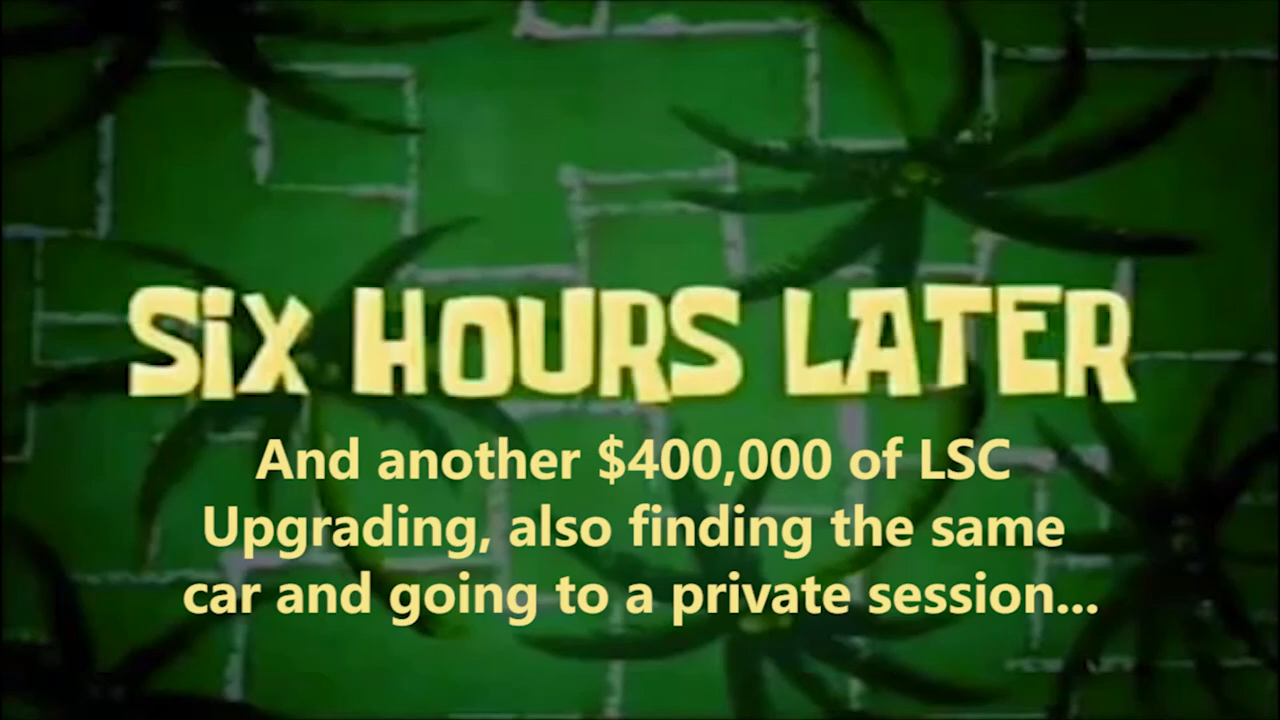 SiX HOURS LATER
And another $400,000 of LSC
Upgrading, also finding the same
car and going to a private session...